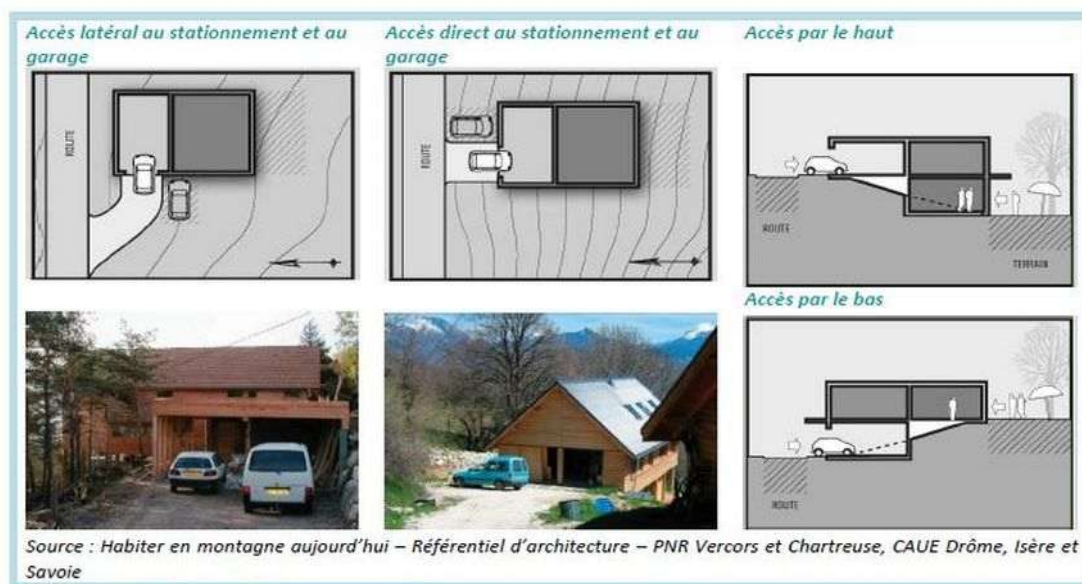 Accès latéral au stationnement et au
garage
Accès direct au stationnement et au
garage
Accès par le haut
ROUTE
ROUTE
ROUTE
TERRAIN
Accès par le bas
ROUTE
Source : Habiter en montagne aujourd'hui – Référentiel d'architecture – PNR Vercors et Chartreuse, CAUE Drôme, Isère et
Savoie